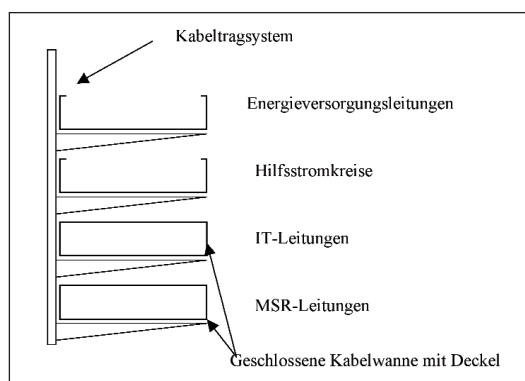 Kabeltragsystem
Energieversorgungsleitungen
Hilfsstromkreise
IT-Leitungen
MSR-Leitungen
Geschlossene Kabelwanne mit Deckel